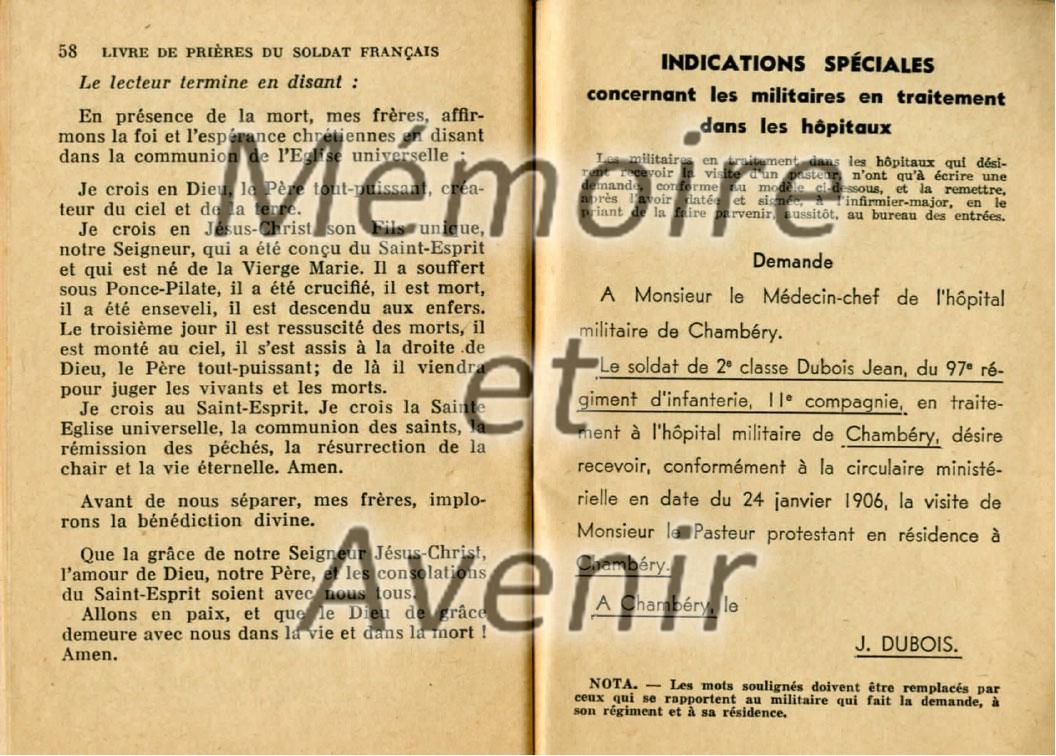 58 LIVRE DE PRIÈRES DU SOLDAT FRANÇAIS
Le lecteur termine en disant :
En présence de la mort, mes frères, affir-
mons la foi et l'espérance chrétiennes en disant
dans la communion de l'Eglise universelle :
Je crois en Dieu, le Père tout-puissant, créa-
teur du ciel et de la terre.
Je crois en Jésus-Christ son Fils unique,
notre Seigneur, qui a été conçu du Saint-Esprit
et qui est né de la Vierge Marie. Il a souffert
sous Ponce-Pilate, il a été crucifié, il est mort,
il a été enseveli, il est descendu aux enfers.
Le troisième jour il est ressuscité des morts, il
est monté au ciel, il s'est assis à la droite de
Dieu, le Père tout-puissant; de là il viendra
pour juger les vivants et les morts.
Je crois au Saint-Esprit. Je crois la Sainte
Eglise universelle, la communion des saints, la
rémission des péchés, la résurrection de la
chair et la vie éternelle. Amen.
Avant de nous séparer, mes frères, implo-
rons la bénédiction divine.
Que la grâce de notre Seigneur Jésus-Christ,
l'amour de Dieu, notre Père, et les consolations
du Saint-Esprit soient avec nous tous.
Allons en paix, et que le Dieu de grâce
demeure avec nous dans la vie et dans la mort !
Amen.
INDICATIONS SPÉCIALES
concernant les militaires en traitement
dans les hôpitaux
Les militaires en traitement dans les hôpitaux qui dési-
rent recevoir la visite d'un pasteur, n'ont qu'à écrire une
demande, conforme au modèle ci-dessous, et la remettre,
après l'avoir datée et signée, à l'infirmier-major, en le
priant de la faire parvenir, aussitôt, au bureau des entrées.
Demande
A Monsieur le Médecin-chef de l'hôpital
militaire de Chambéry.
Le soldat de 2e classe Dubois Jean, du 97e ré-
giment d'infanterie, 11e compagnie, en traite-
ment à l'hôpital militaire de Chambéry, désire
recevoir, conformément à la circulaire ministé-
rielle en date du 24 janvier 1906, la visite de
Monsieur le Pasteur protestant en résidence à
Chambéry.
A Chambéry, le
J. DUBOIS.
NOTA. — Les mots soulignés doivent être remplacés par
ceux qui se rapportent au militaire qui fait la demande, à
son régiment et à sa résidence.
Mémoire
et
Avenir